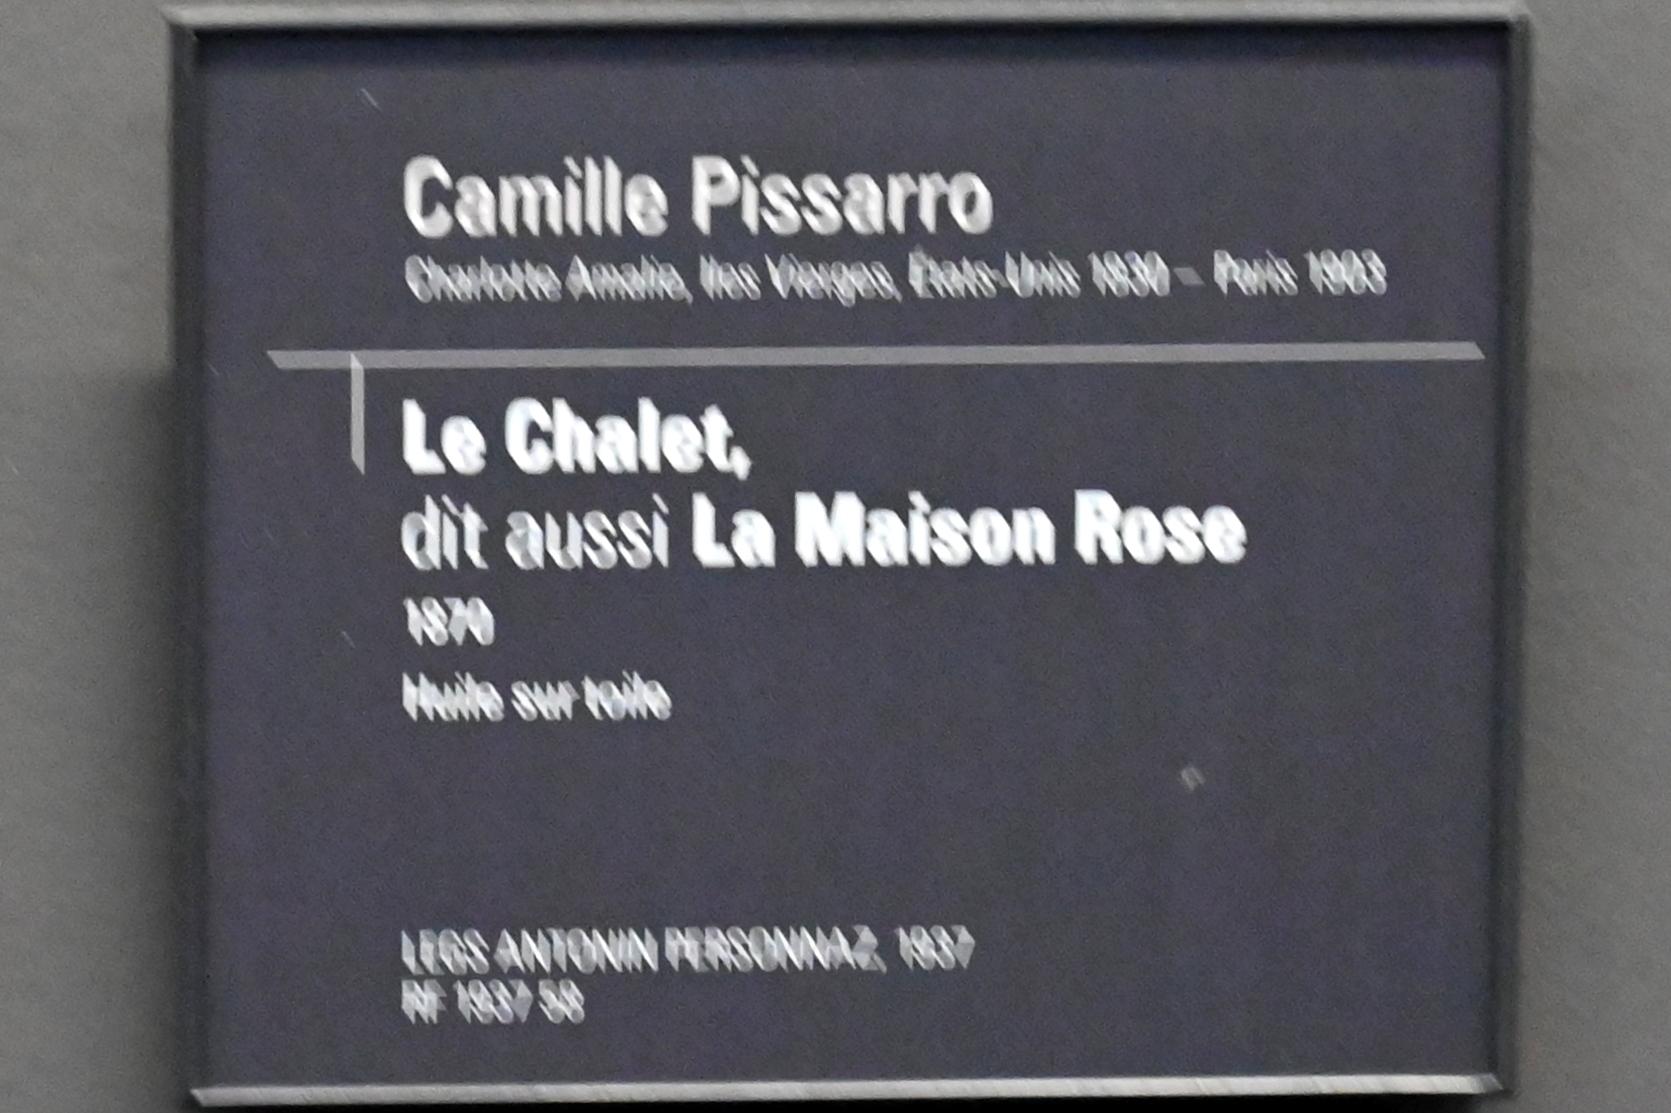 Camille Pissarro
Charlotte Amalie, Iles Vierges, États-Unis 1830 – Paris 1903
Le Chalet,
dit aussi La Maison Rose
1870
Huile sur toile
LEGS ANTONIN PERSONNAZ, 1937
RF 1937 58